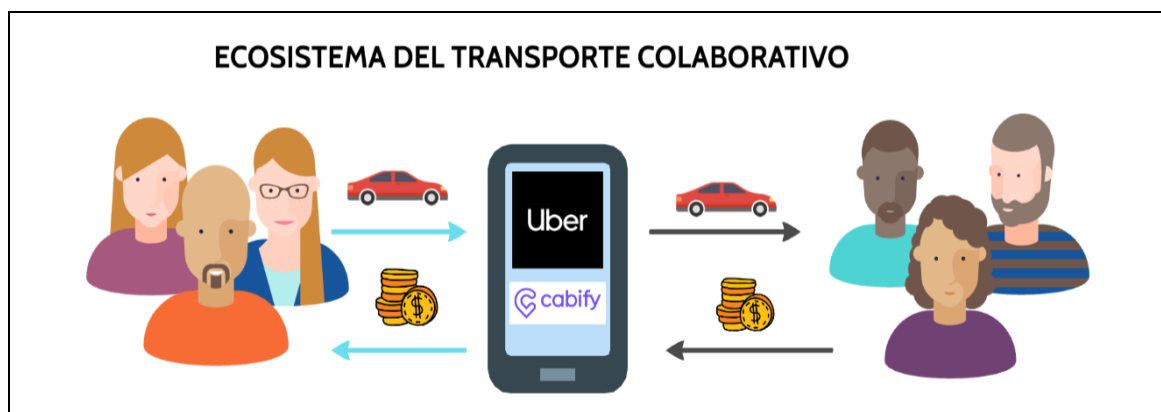 ECOSISTEMA DEL TRANSPORTE COLABORATIVO
Uber
cabify
$
$